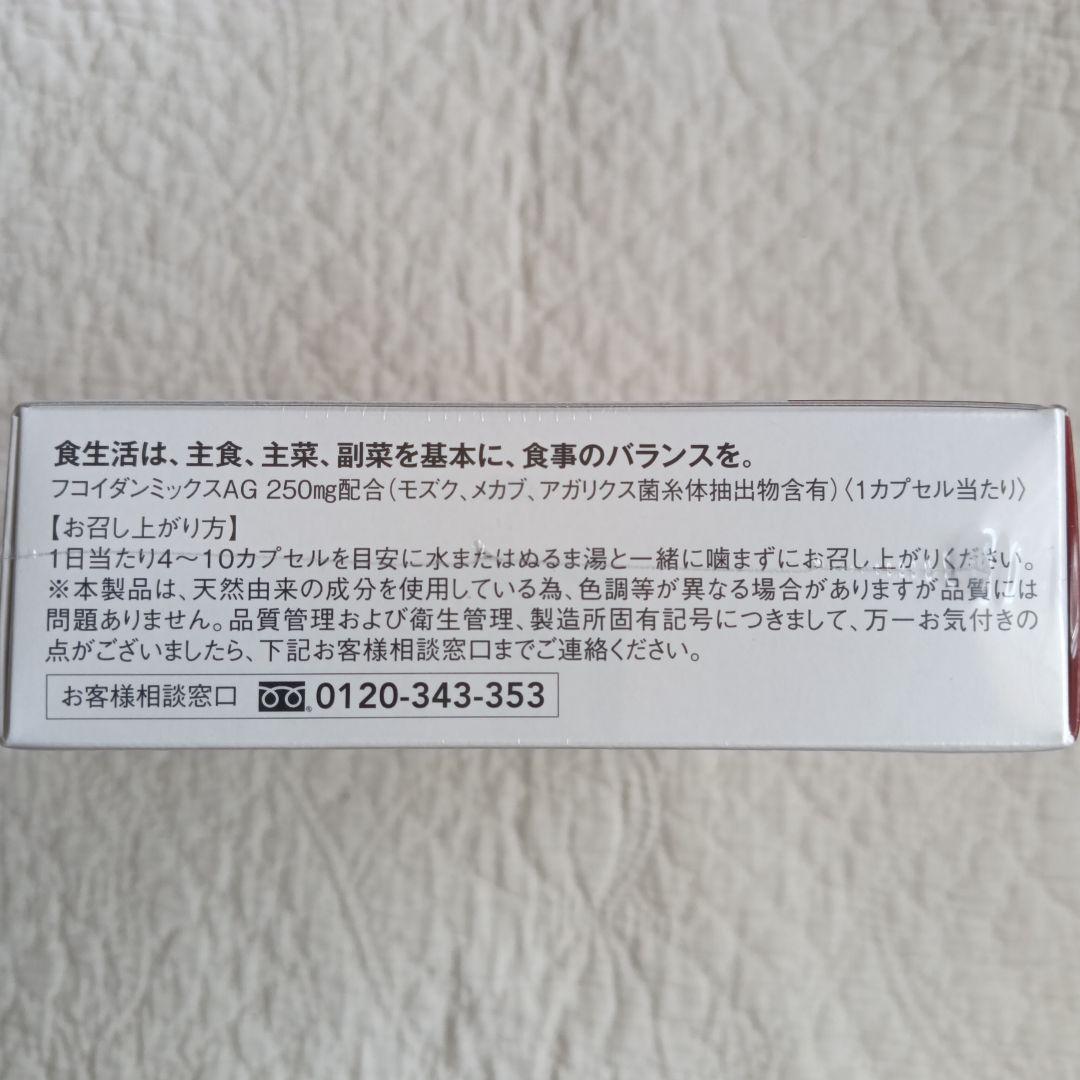 食生活は、主食、主菜、副菜を基本に、食事のバランスを。
フコイダンミックスAG 250㎎配合（モズク、メカブ、アガリクス菌糸体抽出物含有）〈1カプセル当たり〉
【お召し上がり方】
1日当たり4〜10カプセルを目安に水またはぬるま湯と一緒に噛まずにお召し上がりください。
※本製品は、天然由来の成分を使用している為、色調等が異なる場合がありますが品質には
問題ありません。品質管理および衛生管理、製造所固有記号につきまして、万一お気付きの
点がございましたら、下記お客様相談窓口までご連絡ください。
お客様相談窓口 0120-343-353